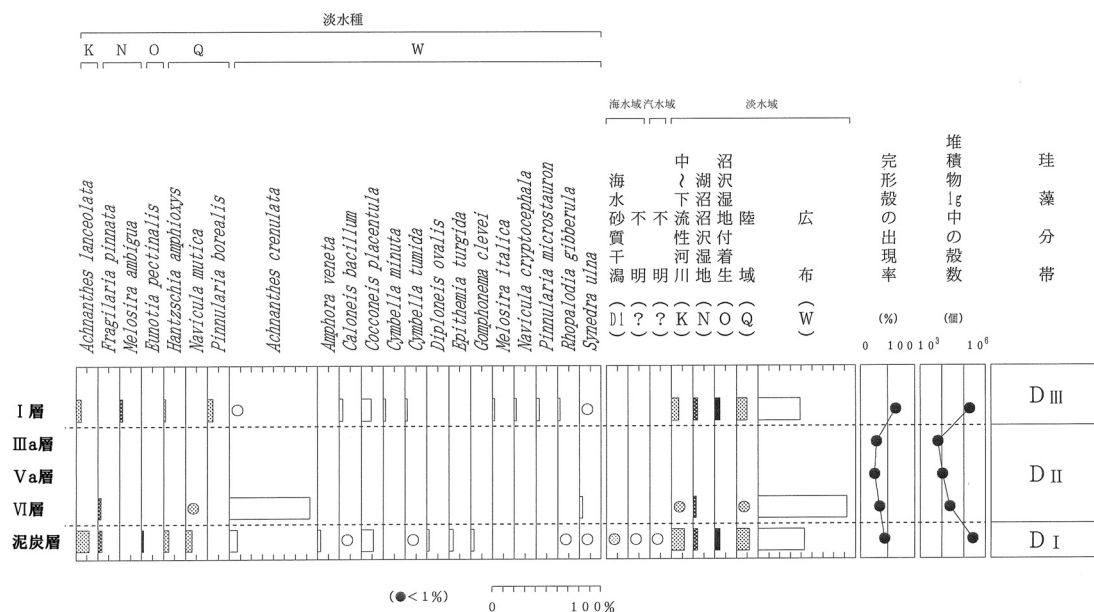 淡水種
K N O Q W
Achnanthes lanceolata
Fragilaria pinnata
Melosira ambigua
Eunotia pectinalis
Hantzschia amphioxys
Navicula mutica
Pinnularia borealis
Achnanthes crenulata
Amphora veneta
Caloneis bacillum
Cocconeis placentula
Cymbella minuta
Cymbella tumida
Diploneis ovalis
Epithemia turgida
Gomphonema clevei
Melosira italica
Navicula cryptocephala
Pinnularia microstauron
Rhopalodia gibberula
Synedra ulna
海水域 汽水域 淡水域
海水砂質干潟(D1)
不明(?)
不明(?)
中~下流性河川(K)
湖沼沼沢湿地(N)
沼沢湿地付着生(O)
陸域(Q)
広布(W)
完形殻の出現率
(%)
0 100
堆積物1g中の殻数
(個)
10³ 10⁶
珪藻分帯
Ⅰ層
Ⅲa層
Ⅴa層
Ⅵ層
泥炭層
DⅢ
DⅡ
DⅠ
(●<1%)
0 100%